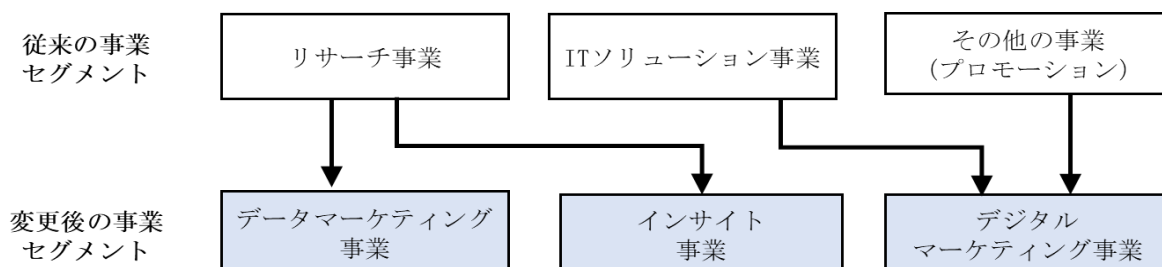 従来の事業
セグメント
リサーチ事業
ITソリューション事業
その他の事業
(プロモーション)
変更後の事業
セグメント
データマーケティング
事業
インサイト
事業
デジタル
マーケティング事業